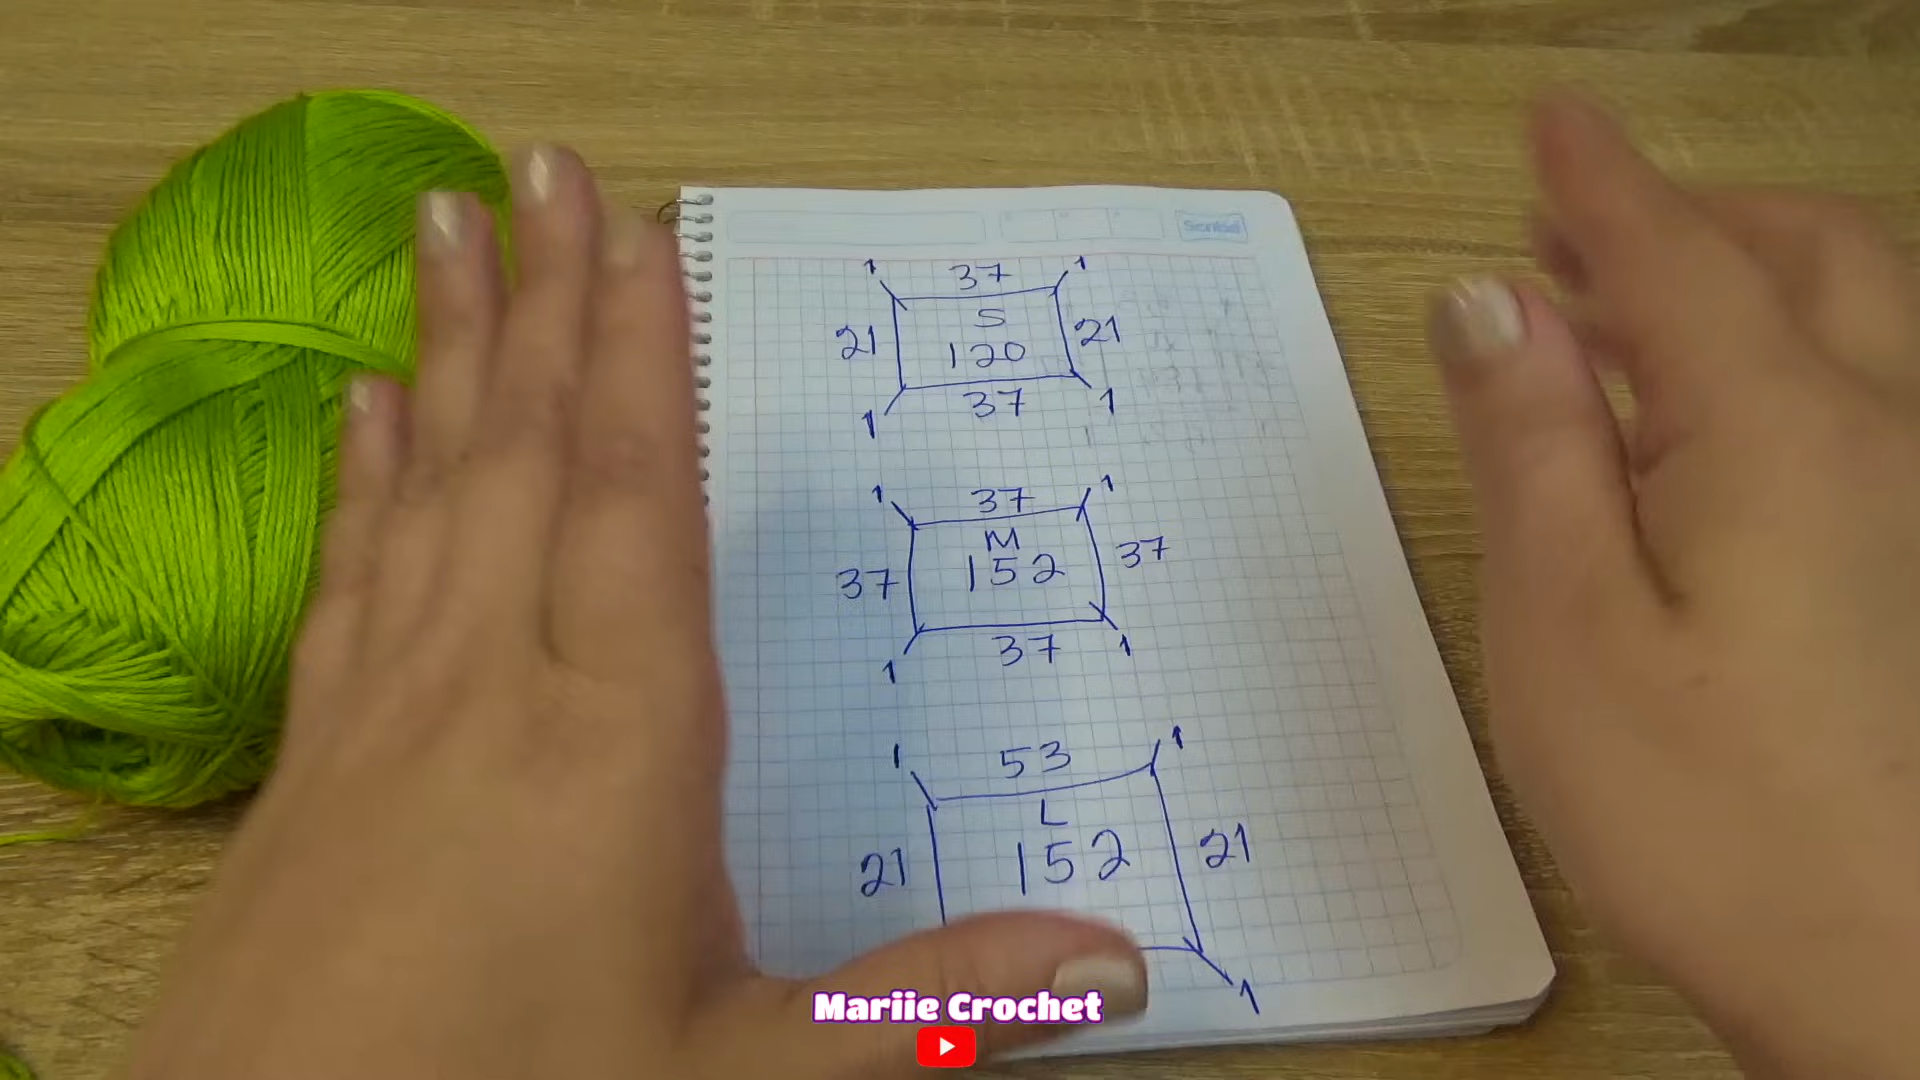 Scribd
1 37 1
21 S 21
120
1 37 1
1 37 1
M
37 152 37
1 37 1
1 53 1
L
21 152 21
1
Mariie Crochet